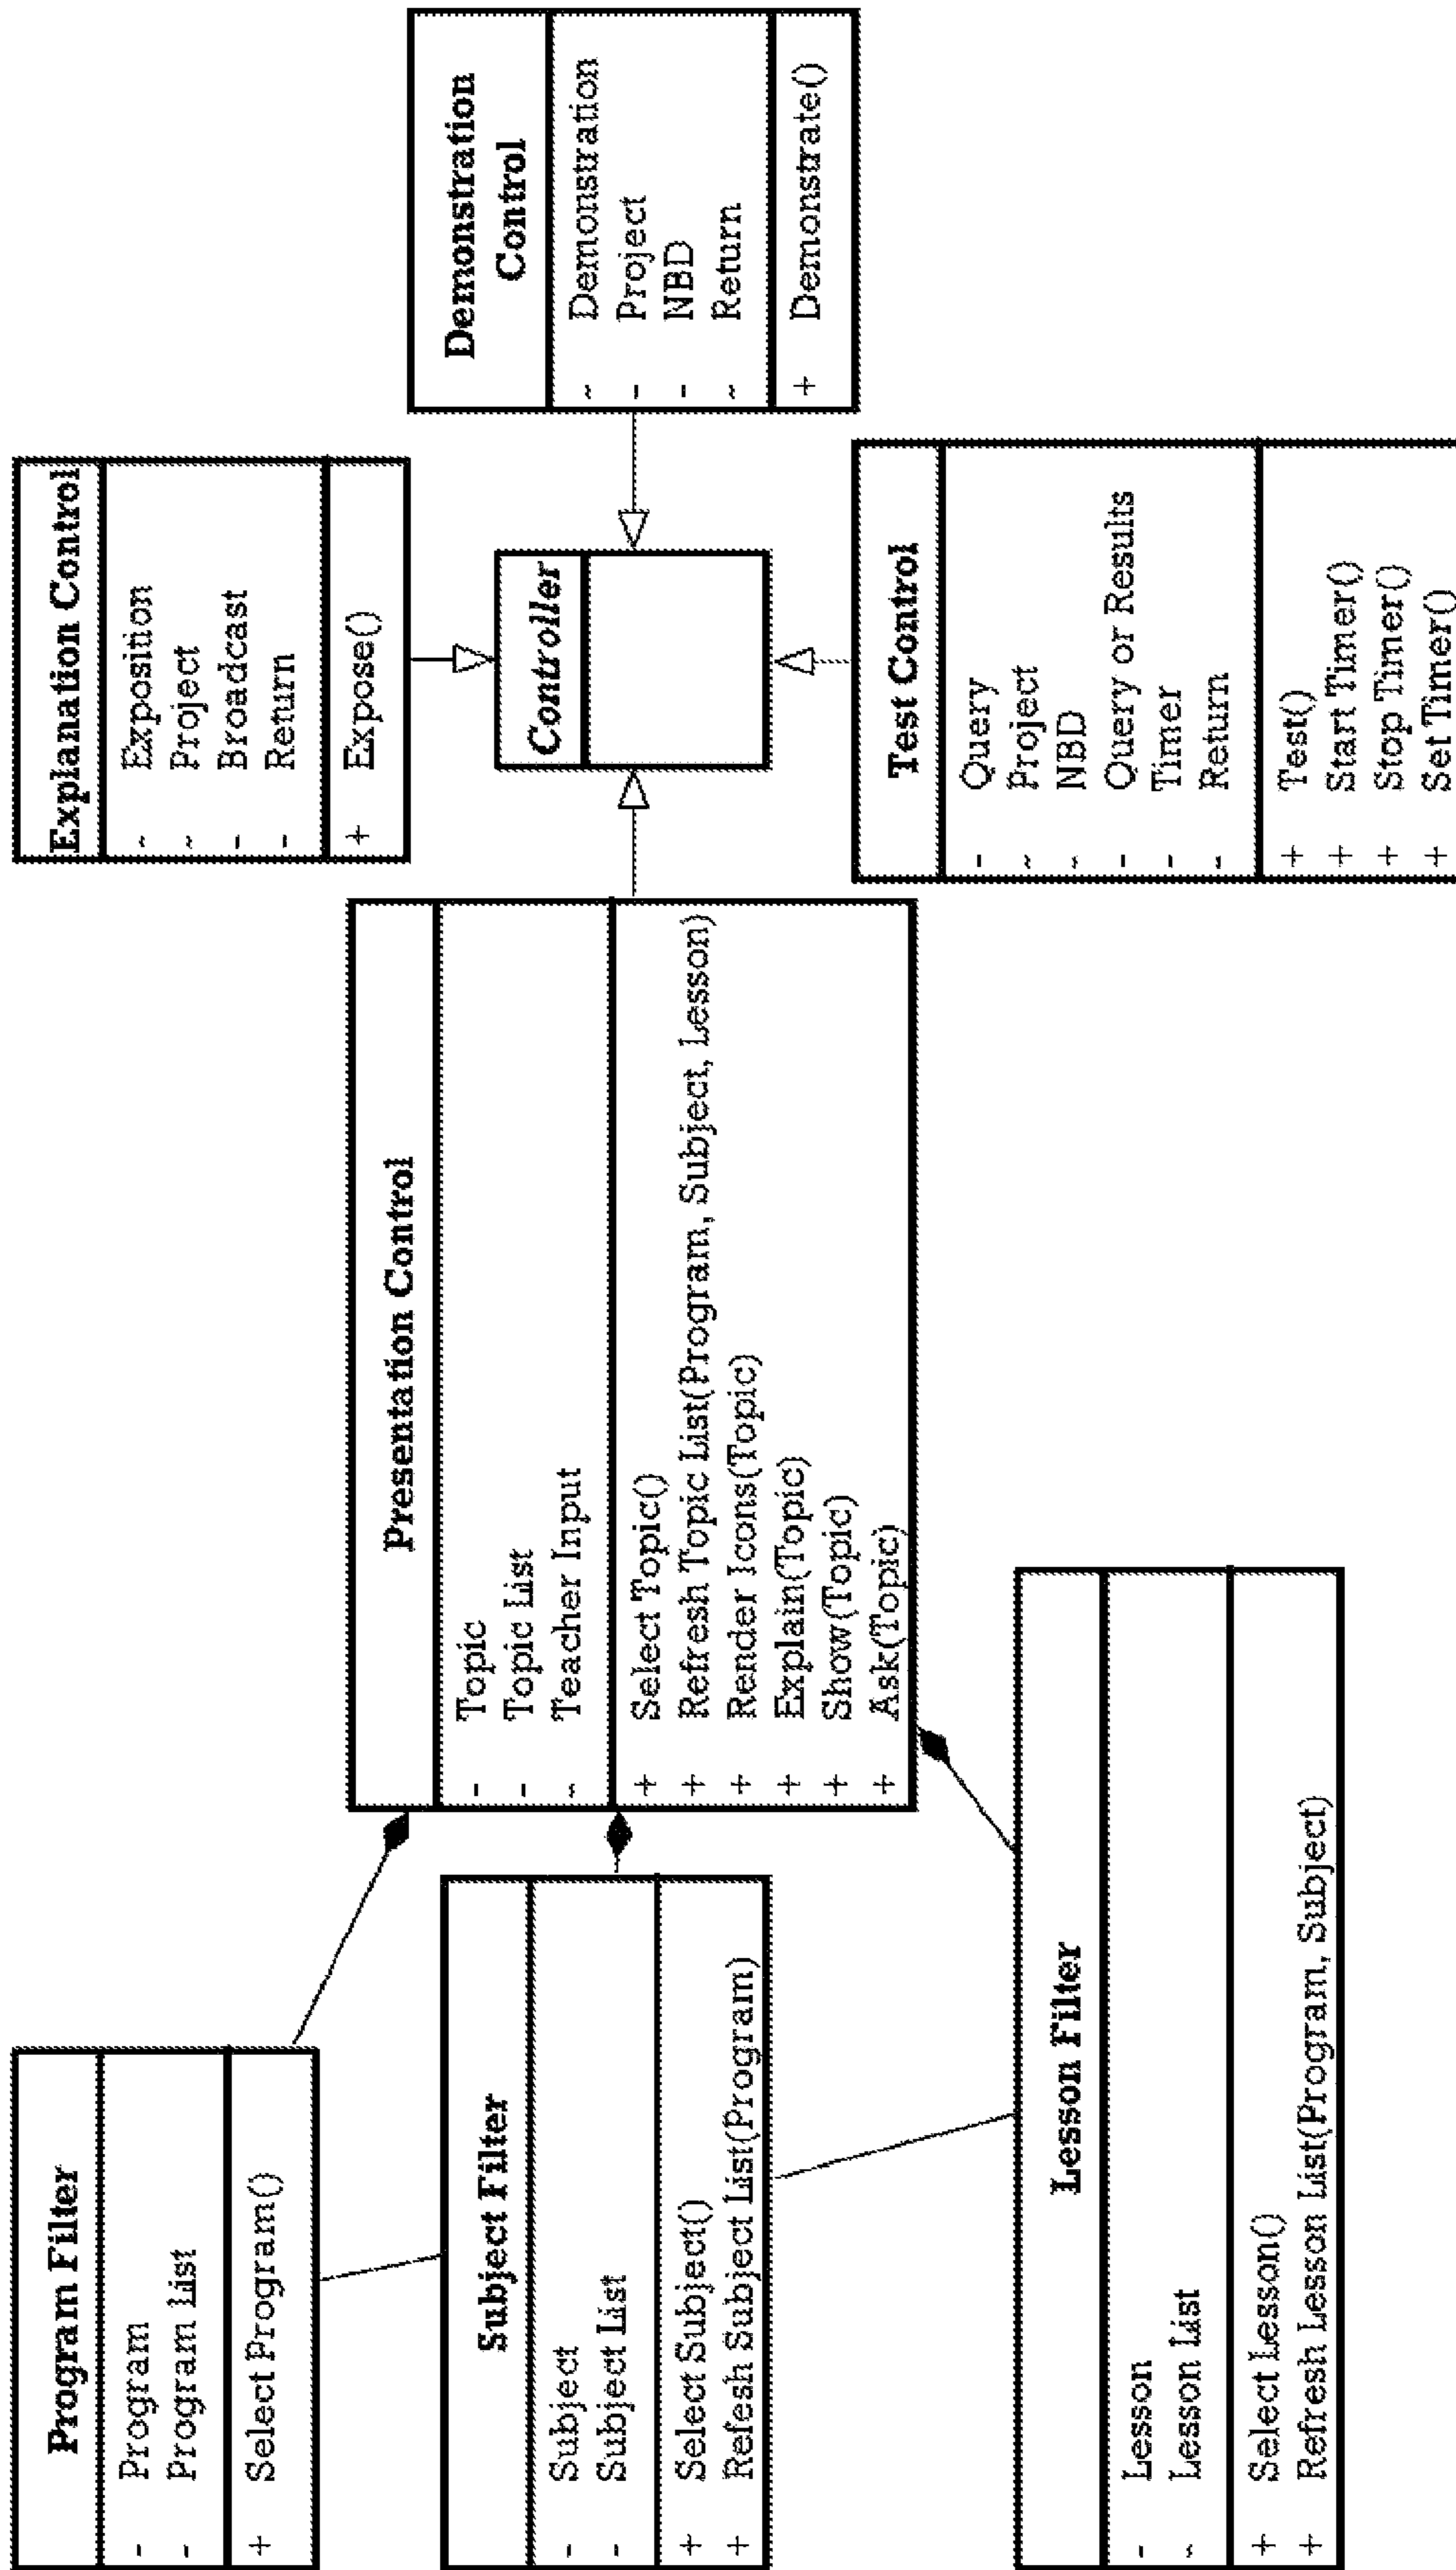 Program Filter
- Program
- Program List
+ Select Program()
Subject Filter
- Subject
- Subject List
+ Select Subject()
+ Refesh Subject List(Program)
Lesson Filter
- Lesson
~ Lesson List
+ Select Lesson()
+ Refresh Lesson List(Program, Subject)
Presentation Control
- Topic
- Topic List
~ Teacher Input
+ Select Topic()
+ Refresh Topic List(Program, Subject, Lesson)
+ Render Icons(Topic)
+ Explain(Topic)
+ Show(Topic)
+ Ask(Topic)
Explanation Control
~ Exposition
~ Project
- Broadcast
- Return
+ Expose()
Controller
Test Control
- Query
~ Project
~ NBD
- Query or Results
- Timer
~ Return
+ Test()
+ Start Timer()
+ Stop Timer()
+ Set Timer()
Demonstration
Control
~ Demonstration
- Project
- NBD
~ Return
+ Demonstrate()